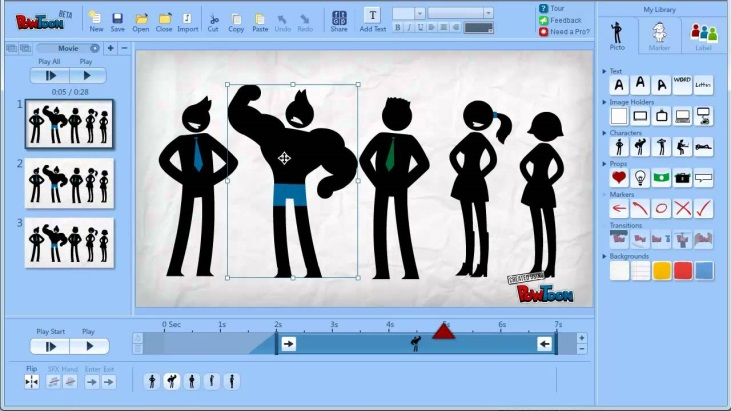 POWTOON BETA
New Save Open Close Import Cut Copy Paste Undo Redo Share Add Text
Tour
Feedback
Need a Pro?
B I U
Movie
Play All Play
0:05 / 0:28
1
2
3
CREATED USING
POWTOON
Play Start Play
0 Sec 1s 2s 3s 4s 5s 6s 7s
Flip SFX Hand Enter Exit
My Library
Picto Marker Label
Text
A A A WORD Letters
Image Holders
Characters
Props
Markers
Transitions
Backgrounds